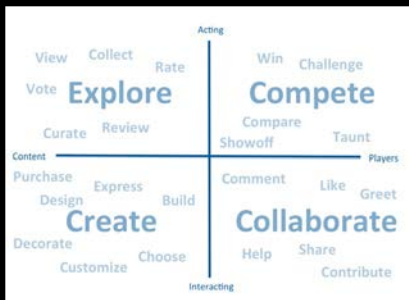 Acting
View
Collect
Rate
Vote
Explore
Curate
Review
Win
Challenge
Compete
Compare
Showoff
Taunt
Content
Players
Purchase
Express
Design
Build
Create
Decorate
Choose
Customize
Comment
Like
Greet
Collaborate
Help
Share
Contribute
Interacting